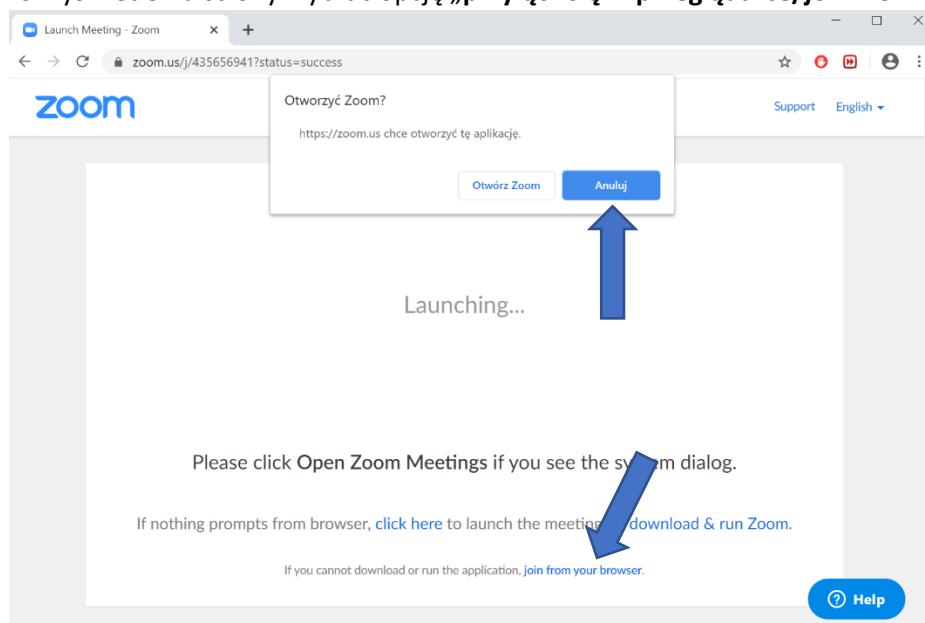 Launch Meeting - Zoom
zoom.us/j/435656941?status=success
zoom
Support English
Otworzyć Zoom?
https://zoom.us chce otworzyć tę aplikację.
Otwórz Zoom Anuluj
Launching...
Please click Open Zoom Meetings if you see the system dialog.
If nothing prompts from browser, click here to launch the meeting, download & run Zoom.
If you cannot download or run the application, join from your browser.
Help